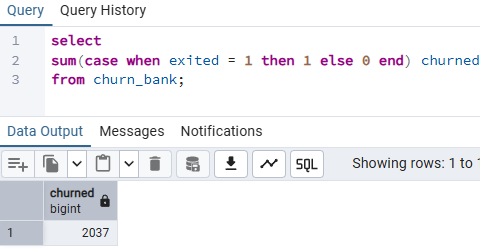 Query Query History
1 select
2 sum(case when exited = 1 then 1 else 0 end) churned
3 from churn_bank;
Data Output Messages Notifications
SQL Showing rows: 1 to 1
churned
bigint
1 2037